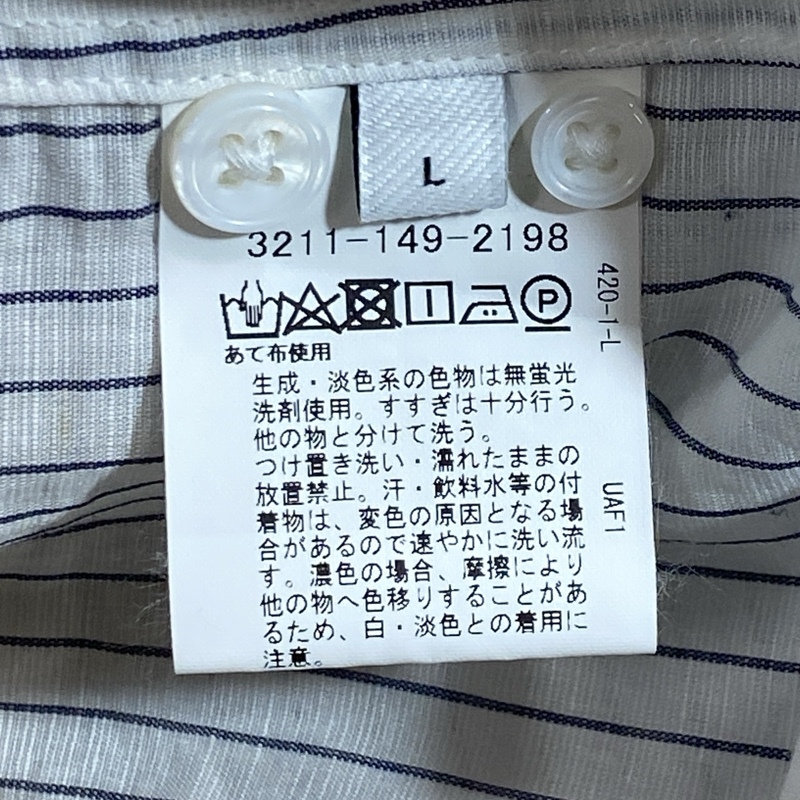 L
3211-149-2198
P
420-1-L
あて布使用
生成・淡色系の色物は無蛍光
洗剤使用。すすぎは十分行う。
他の物と分けて洗う。
つけ置き洗い・濡れたままの
放置禁止。汗・飲料水等の付
着物は、変色の原因となる場
合があるので速やかに洗い流
す。濃色の場合、摩擦により
他の物へ色移りすることがあ
るため、白・淡色との着用に
注意。
UAF1